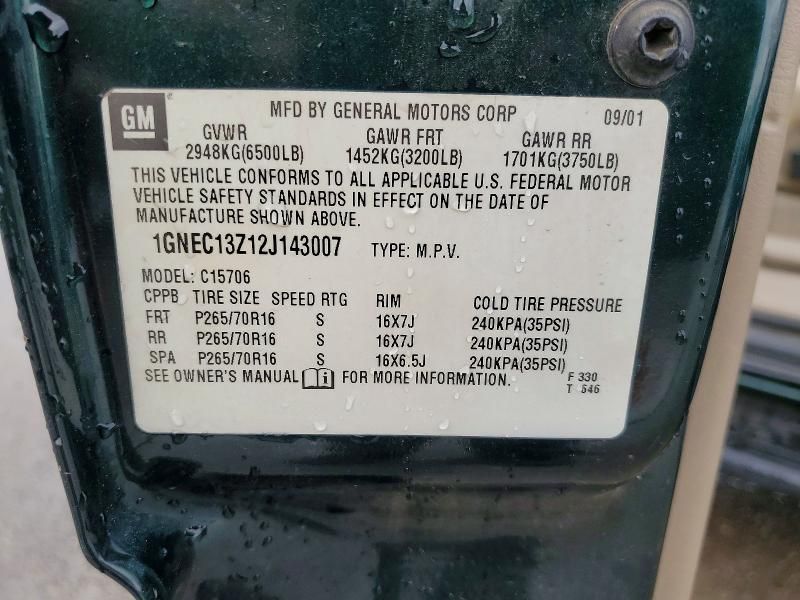 GM
MFD BY GENERAL MOTORS CORP 09/01
GVWR GAWR FRT GAWR RR
2948KG(6500LB) 1452KG(3200LB) 1701KG(3750LB)
THIS VEHICLE CONFORMS TO ALL APPLICABLE U.S. FEDERAL MOTOR
VEHICLE SAFETY STANDARDS IN EFFECT ON THE DATE OF
MANUFACTURE SHOWN ABOVE.
1GNEC13Z12J143007 TYPE: M.P.V.
MODEL: C15706
CPPB TIRE SIZE SPEED RTG RIM COLD TIRE PRESSURE
FRT P265/70R16 S 16X7J 240KPA(35PSI)
RR P265/70R16 S 16X7J 240KPA(35PSI)
SPA P265/70R16 S 16X6.5J 240KPA(35PSI)
SEE OWNER'S MANUAL FOR MORE INFORMATION.
F 330
T 546